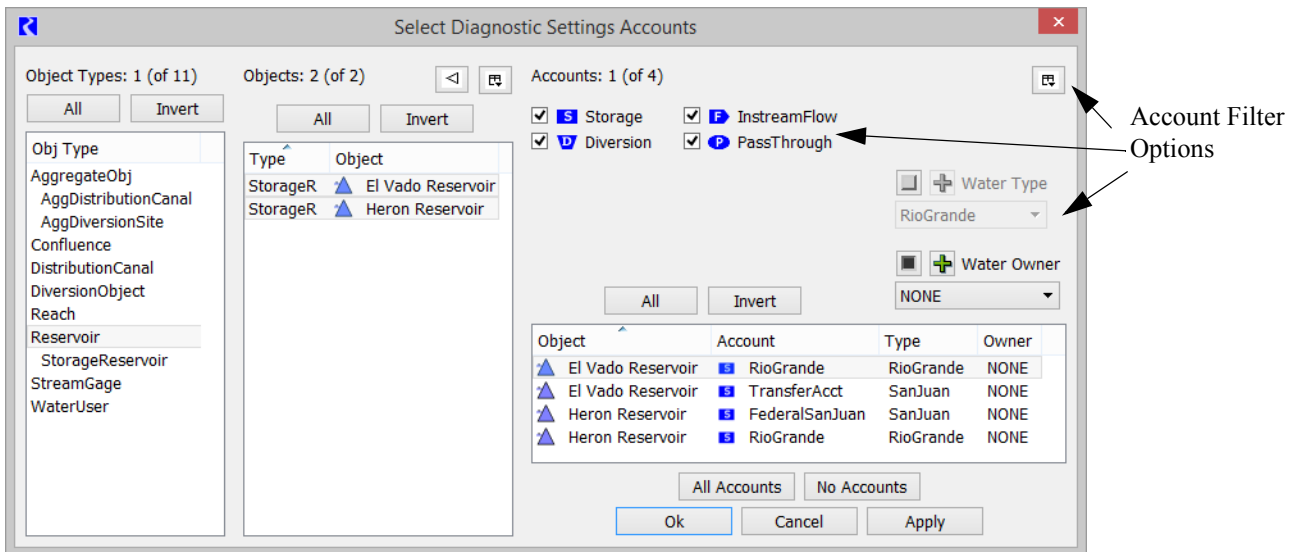 Select Diagnostic Settings Accounts
Object Types: 1 (of 11)
All Invert
Obj Type
AggregateObj
AggDistributionCanal
AggDiversionSite
Confluence
DistributionCanal
DiversionObject
Reach
Reservoir
StorageReservoir
StreamGage
WaterUser
Objects: 2 (of 2)
All Invert
Type Object
StorageR El Vado Reservoir
StorageR Heron Reservoir
Accounts: 1 (of 4)
S Storage F InstreamFlow
D Diversion P PassThrough
Water Type
RioGrande
Water Owner
NONE
All Invert
Object Account Type Owner
El Vado Reservoir S RioGrande RioGrande NONE
El Vado Reservoir S TransferAcct SanJuan NONE
Heron Reservoir S FederalSanJuan SanJuan NONE
Heron Reservoir S RioGrande RioGrande NONE
All Accounts No Accounts
Ok Cancel Apply
Account Filter
Options